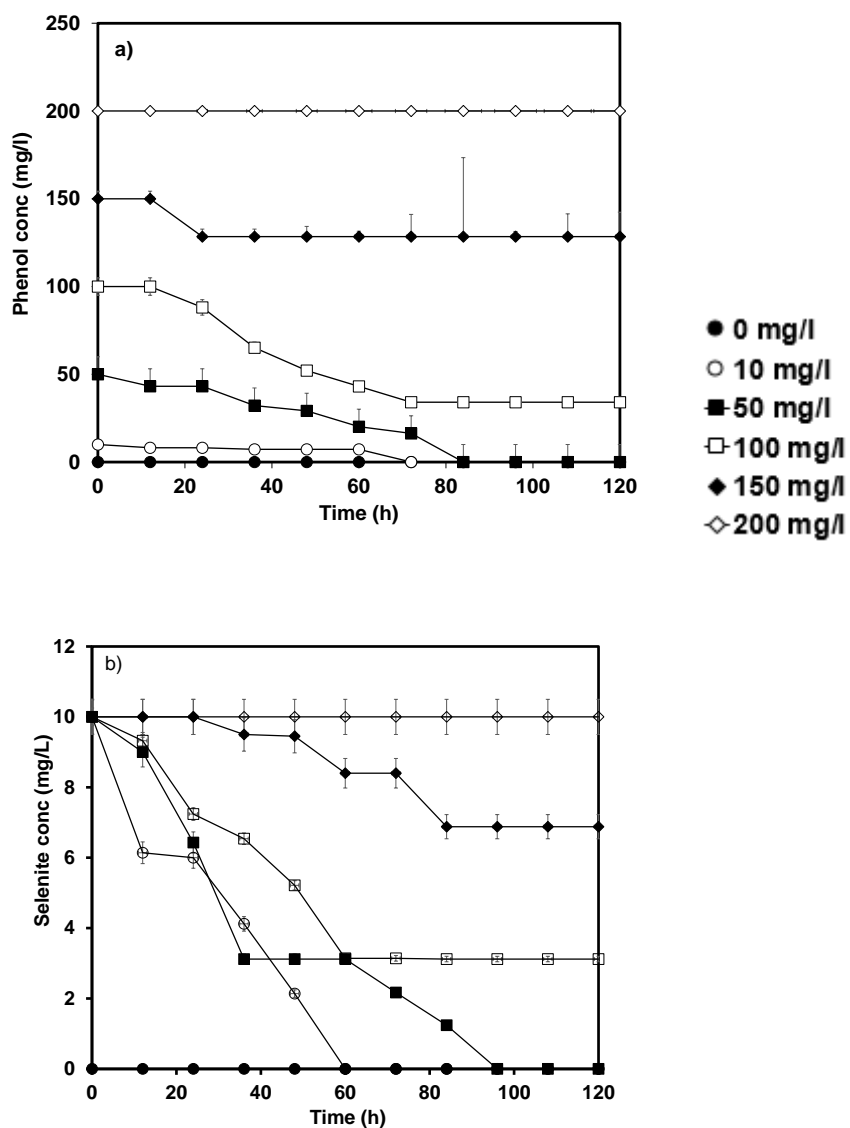 a)
250
200
150
100
50
0
Phenol conc (mg/l)
0 20 40 60 80 100 120
Time (h)
0 mg/l
10 mg/l
50 mg/l
100 mg/l
150 mg/l
200 mg/l
b)
12
10
8
6
4
2
0
Selenite conc (mg/L)
0 20 40 60 80 100 120
Time (h)